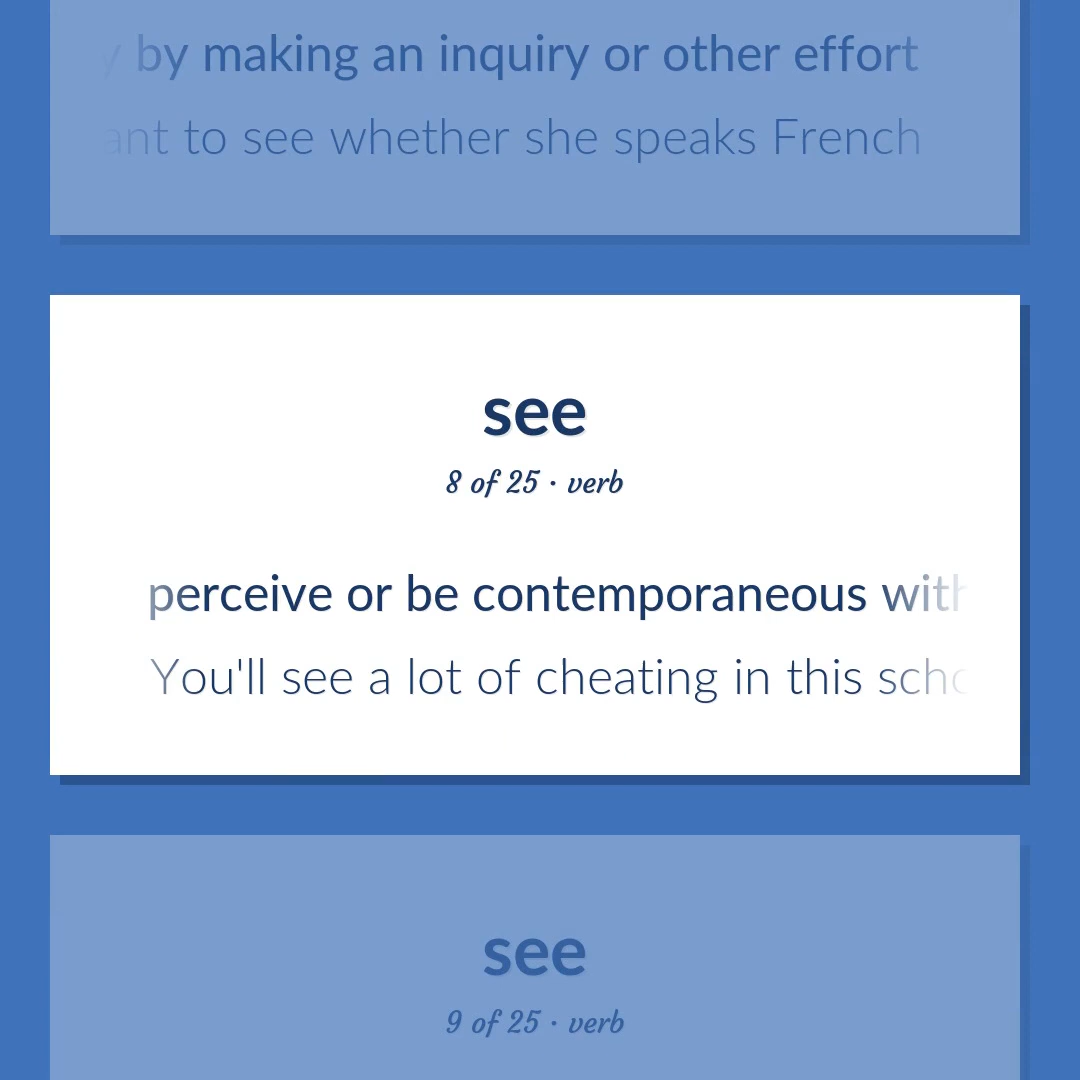 by making an inquiry or other effort
to see whether she speaks French
see
8 of 25 · verb
perceive or be contemporaneous with
You'll see a lot of cheating in this
see
9 of 25 · verb